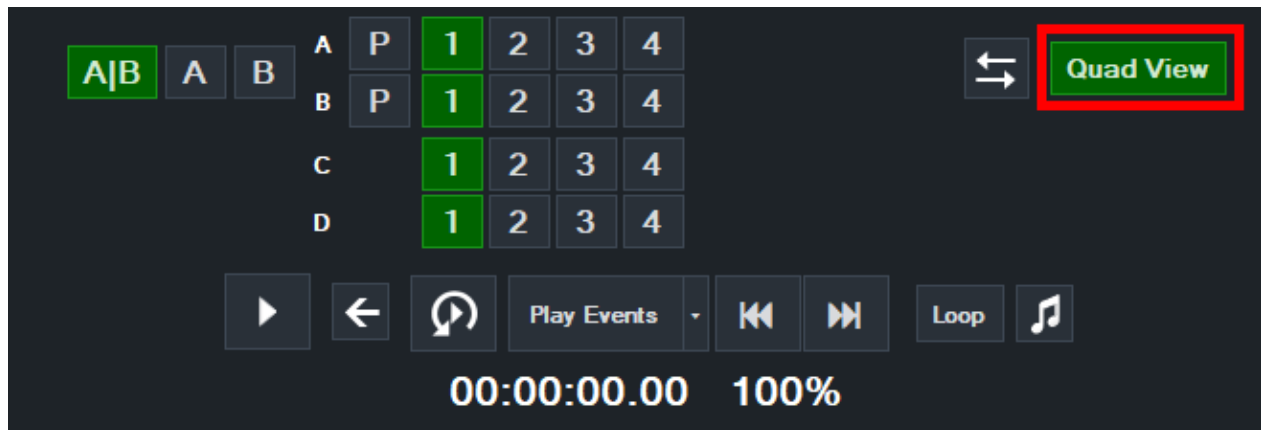 A P 1 2 3 4
A|B A B Quad View
B P 1 2 3 4
C 1 2 3 4
D 1 2 3 4
Play Events Loop
00:00:00.00 100%